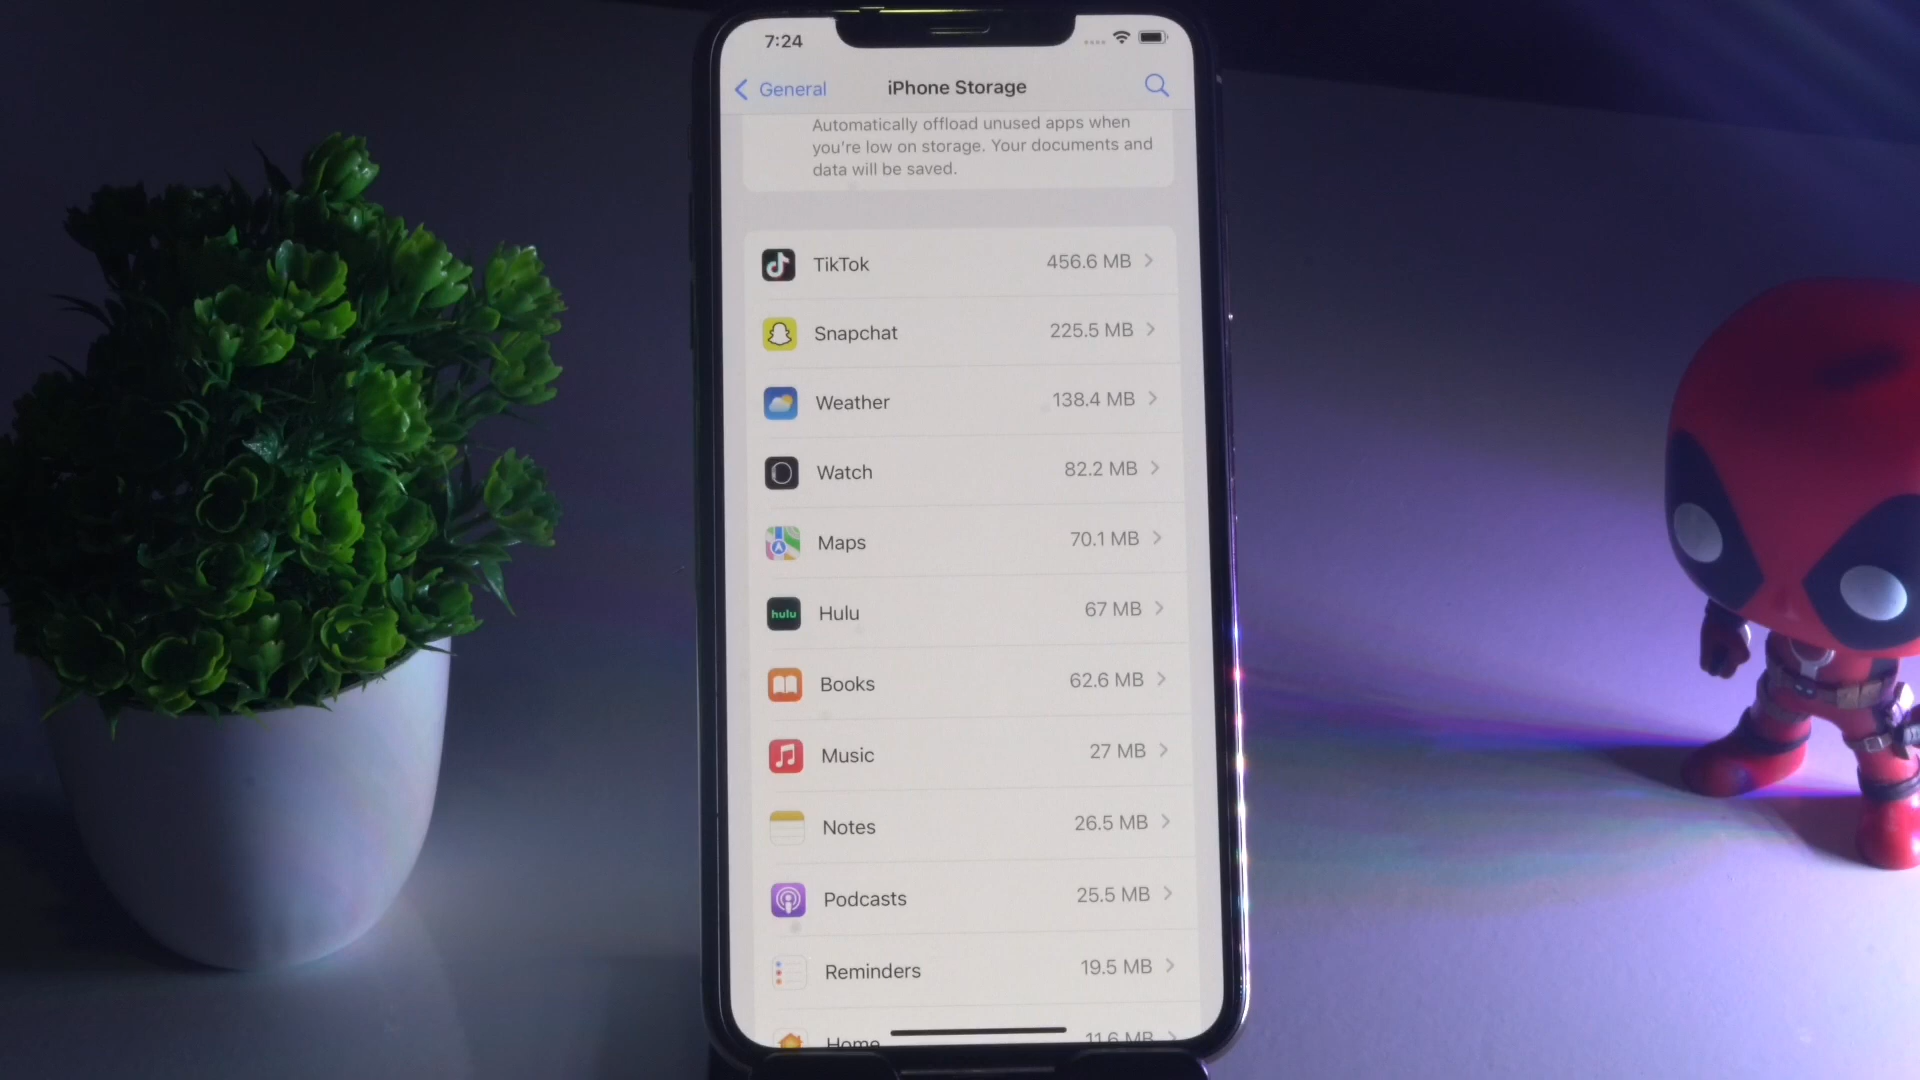 7:24
General
iPhone Storage
Automatically offload unused apps when
you're low on storage. Your documents and
data will be saved.
TikTok 456.6 MB
Snapchat 225.5 MB
Weather 138.4 MB
Watch 82.2 MB
Maps 70.1 MB
hulu Hulu 67 MB
Books 62.6 MB
Music 27 MB
Notes 26.5 MB
Podcasts 25.5 MB
Reminders 19.5 MB
Home 11.6 MB